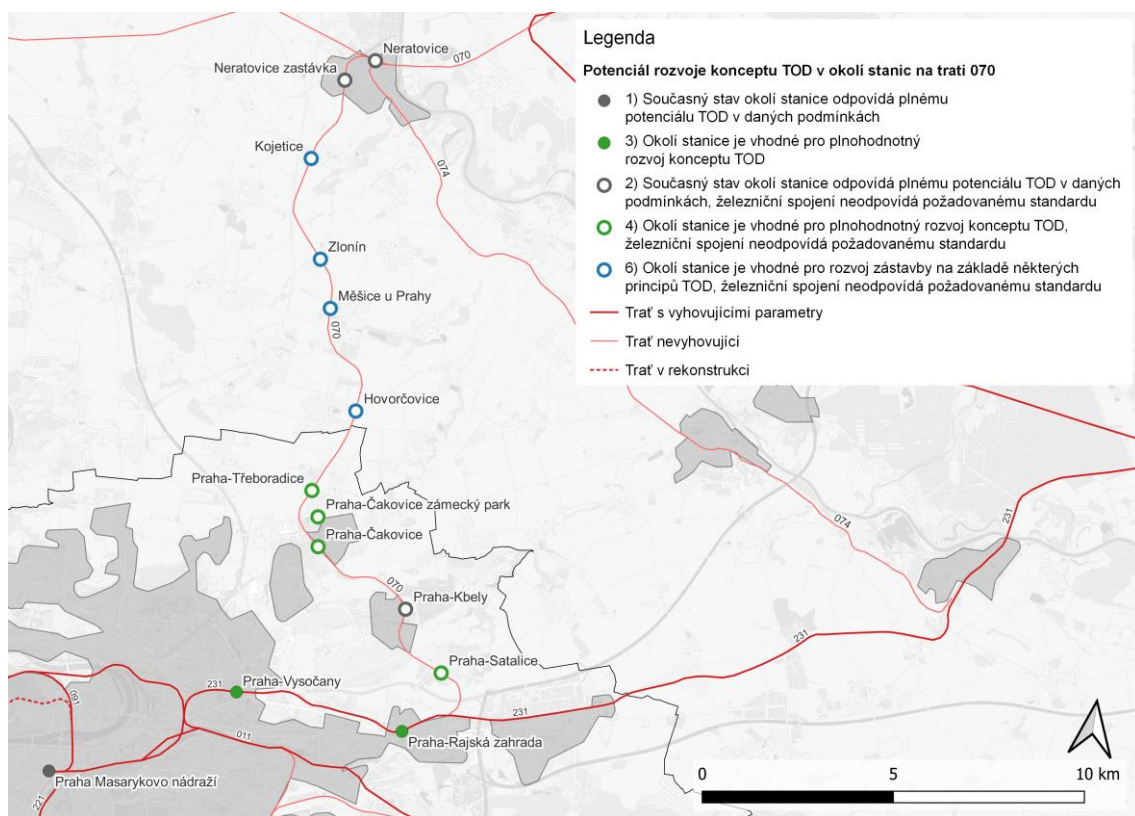 Neratovice
Neratovice zastávka
070
Kojetice
074
Zlonín
Měšice u Prahy
070
Hovorčovice
Praha-Třeboradice
Praha-Čakovice zámecký park
Praha-Čakovice
070
Praha-Kbely
Praha-Satalice
Praha-Vysočany
231
231
231
231
074
Praha-Rajská zahrada
091
011
Praha Masarykovo nádraží
221
Legenda
Potenciál rozvoje konceptu TOD v okolí stanic na trati 070
1) Současný stav okolí stanice odpovídá plnému
potenciálu TOD v daných podmínkách
3) Okolí stanice je vhodné pro plnohodnotný
rozvoj konceptu TOD
2) Současný stav okolí stanice odpovídá plnému potenciálu TOD v daných
podmínkách, železniční spojení neodpovídá požadovanému standardu
4) Okolí stanice je vhodné pro plnohodnotný rozvoj konceptu TOD,
železniční spojení neodpovídá požadovanému standardu
6) Okolí stanice je vhodné pro rozvoj zástavby na základě některých
principů TOD, železniční spojení neodpovídá požadovanému standardu
Trať s vyhovujícími parametry
Trať nevyhovující
Trať v rekonstrukci
0 5 10 km